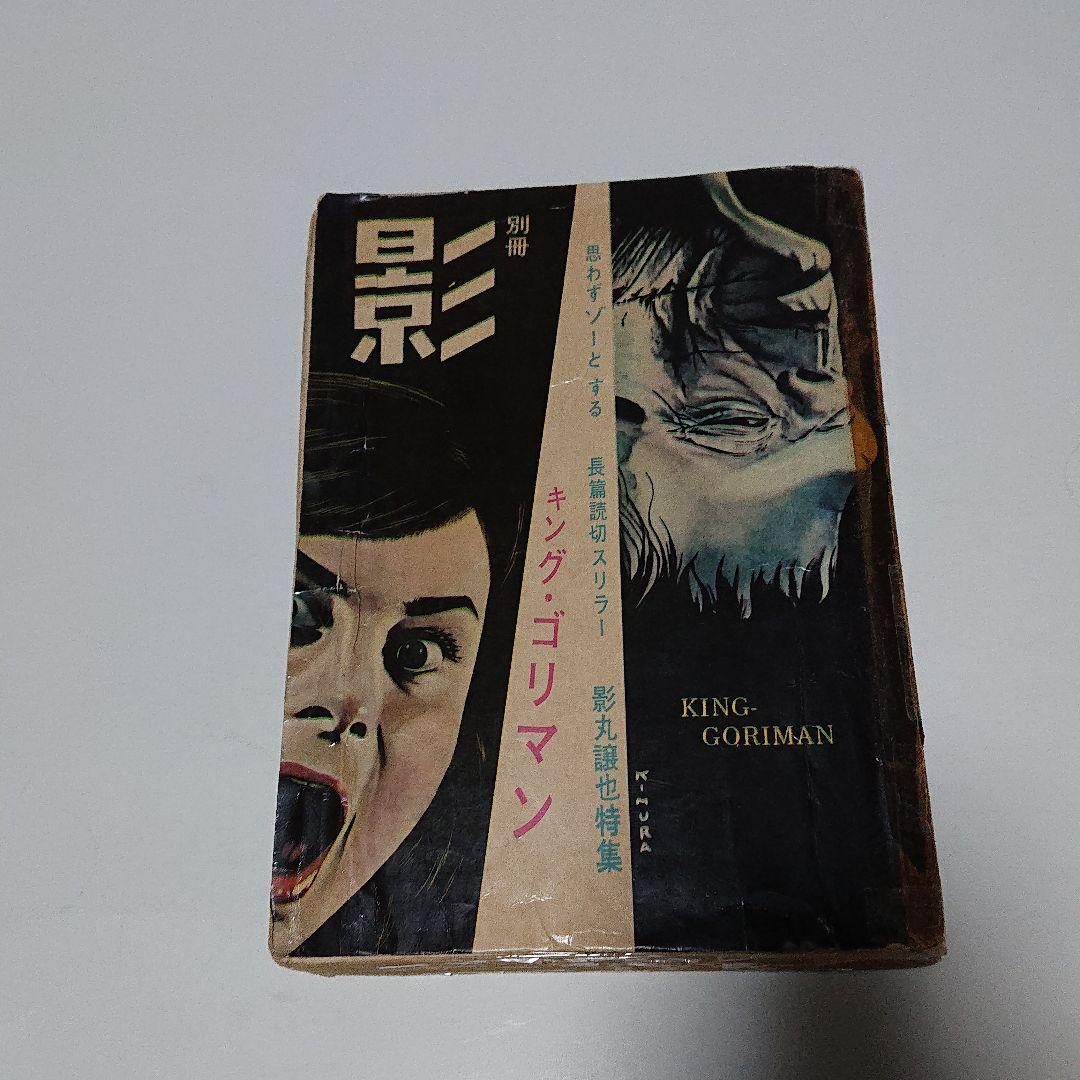 影
別冊
思わずゾーとする 長篇読切スリラー 影丸譲也特集
キング・ゴリマン
KING-
GORIMAN
KIMURA